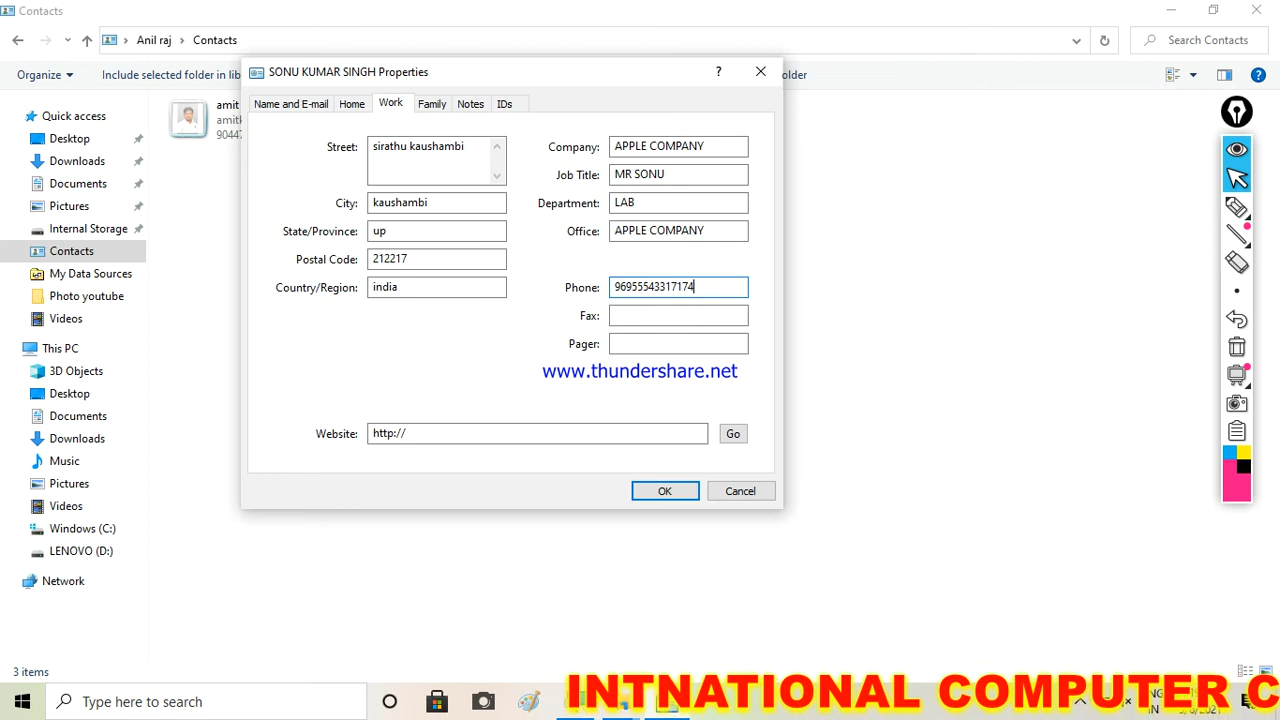 Contacts
Anil raj
Contacts
Search Contacts
Organize
Include selected folder in lib
older
SONU KUMAR SINGH Properties
?
Name and E-mail
Home
Work
Family
Notes
IDs
Street:
sirathu kaushambi
City:
kaushambi
State/Province:
up
Postal Code:
212217
Country/Region:
india
Company:
APPLE COMPANY
Job Title:
MR SONU
Department:
LAB
Office:
APPLE COMPANY
Phone:
96955543317174
Fax:
Pager:
www.thundershare.net
Website:
http://
Go
OK
Cancel
amit
amitk
90447
Quick access
Desktop
Downloads
Documents
Pictures
Internal Storage
Contacts
My Data Sources
Photo youtube
Videos
This PC
3D Objects
Desktop
Documents
Downloads
Music
Pictures
Videos
Windows (C:)
LENOVO (D:)
Network
3 items
Type here to search
INTNATIONAL COMPUTER C